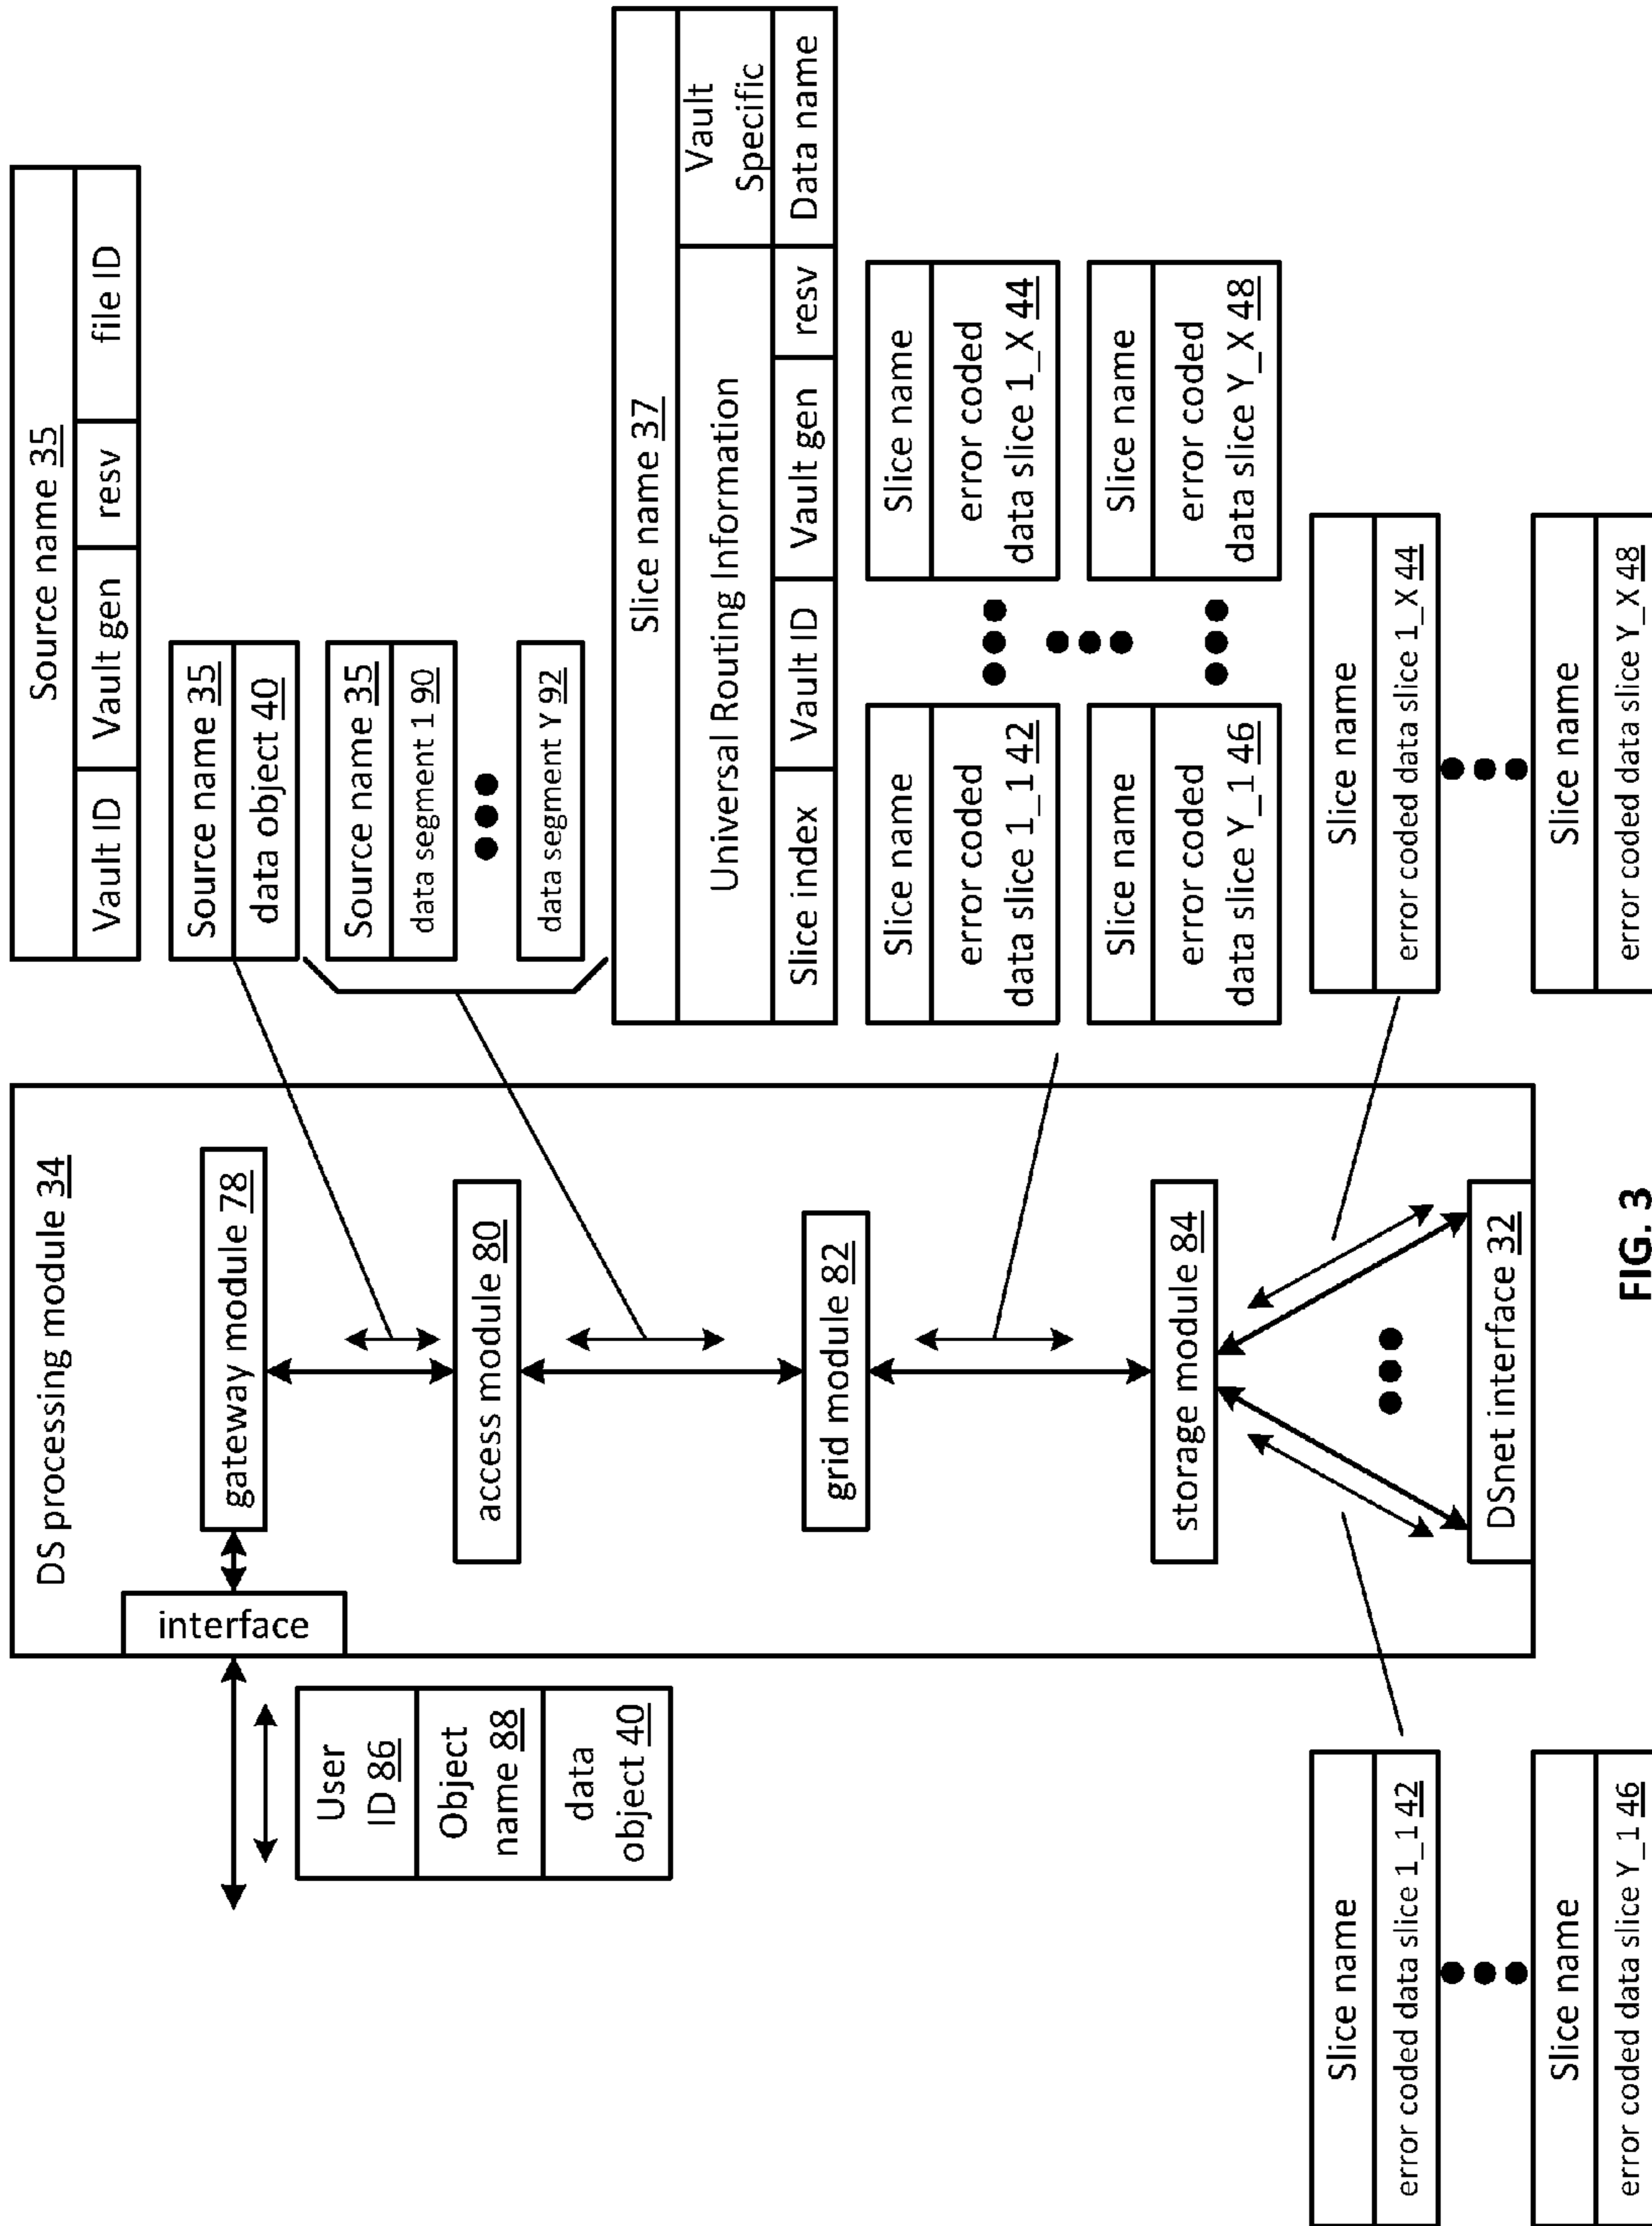 DS processing module 34
interface
gateway module 78
access module 80
grid module 82
storage module 84
DSnet interface 32
User
ID 86
Object
name 88
data
object 40
Source name 35
Vault ID
Vault gen
resv
file ID
Source name 35
data object 40
Source name 35
data segment 1 90
data segment Y 92
Slice name 37
Universal Routing Information
Vault
Specific
Slice index
Vault ID
Vault gen
resv
Data name
Slice name
error coded
data slice 1_1 42
Slice name
error coded
data slice 1_X 44
Slice name
error coded
data slice Y_1 46
Slice name
error coded
data slice Y_X 48
Slice name
error coded data slice 1_1 42
Slice name
error coded data slice Y_1 46
Slice name
error coded data slice 1_X 44
Slice name
error coded data slice Y_X 48
FIG. 3